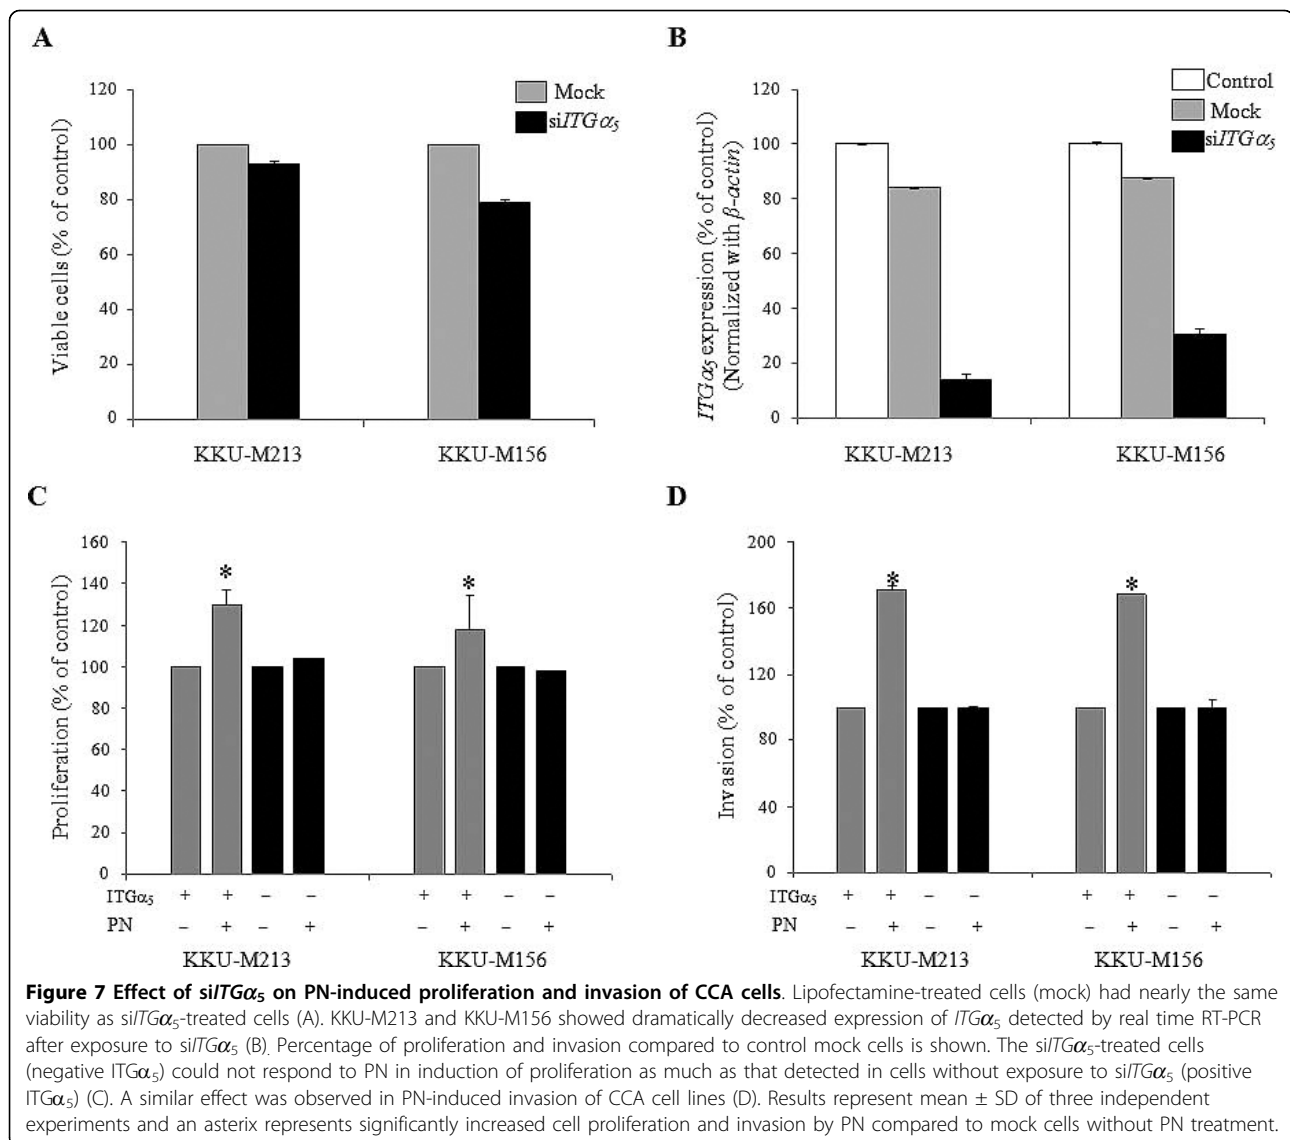 A
120
100
80
60
40
20
0
Viable cells (% of control)
Mock
siITGα₅
KKU-M213
KKU-M156
B
120
100
80
60
40
20
0
ITGα₅ expression (% of control)
(Normalized with β-actin)
Control
Mock
siITGα₅
KKU-M213
KKU-M156
C
160
140
120
100
80
60
40
20
0
Proliferation (% of control)
* *
ITGα₅ + + – – + + – –
PN – + – + – + – +
KKU-M213 KKU-M156
D
200
160
120
80
40
0
Invasion (% of control)
* *
ITGα₅ + + – – + + – –
PN – + – + – + – +
KKU-M213 KKU-M156
Figure 7 Effect of siITGα₅ on PN-induced proliferation and invasion of CCA cells. Lipofectamine-treated cells (mock) had nearly the same
viability as siITGα₅-treated cells (A). KKU-M213 and KKU-M156 showed dramatically decreased expression of ITGα₅ detected by real time RT-PCR
after exposure to siITGα₅ (B). Percentage of proliferation and invasion compared to control mock cells is shown. The siITGα₅-treated cells
(negative ITGα₅) could not respond to PN in induction of proliferation as much as that detected in cells without exposure to siITGα₅ (positive
ITGα₅) (C). A similar effect was observed in PN-induced invasion of CCA cell lines (D). Results represent mean ± SD of three independent
experiments and an asterix represents significantly increased cell proliferation and invasion by PN compared to mock cells without PN treatment.